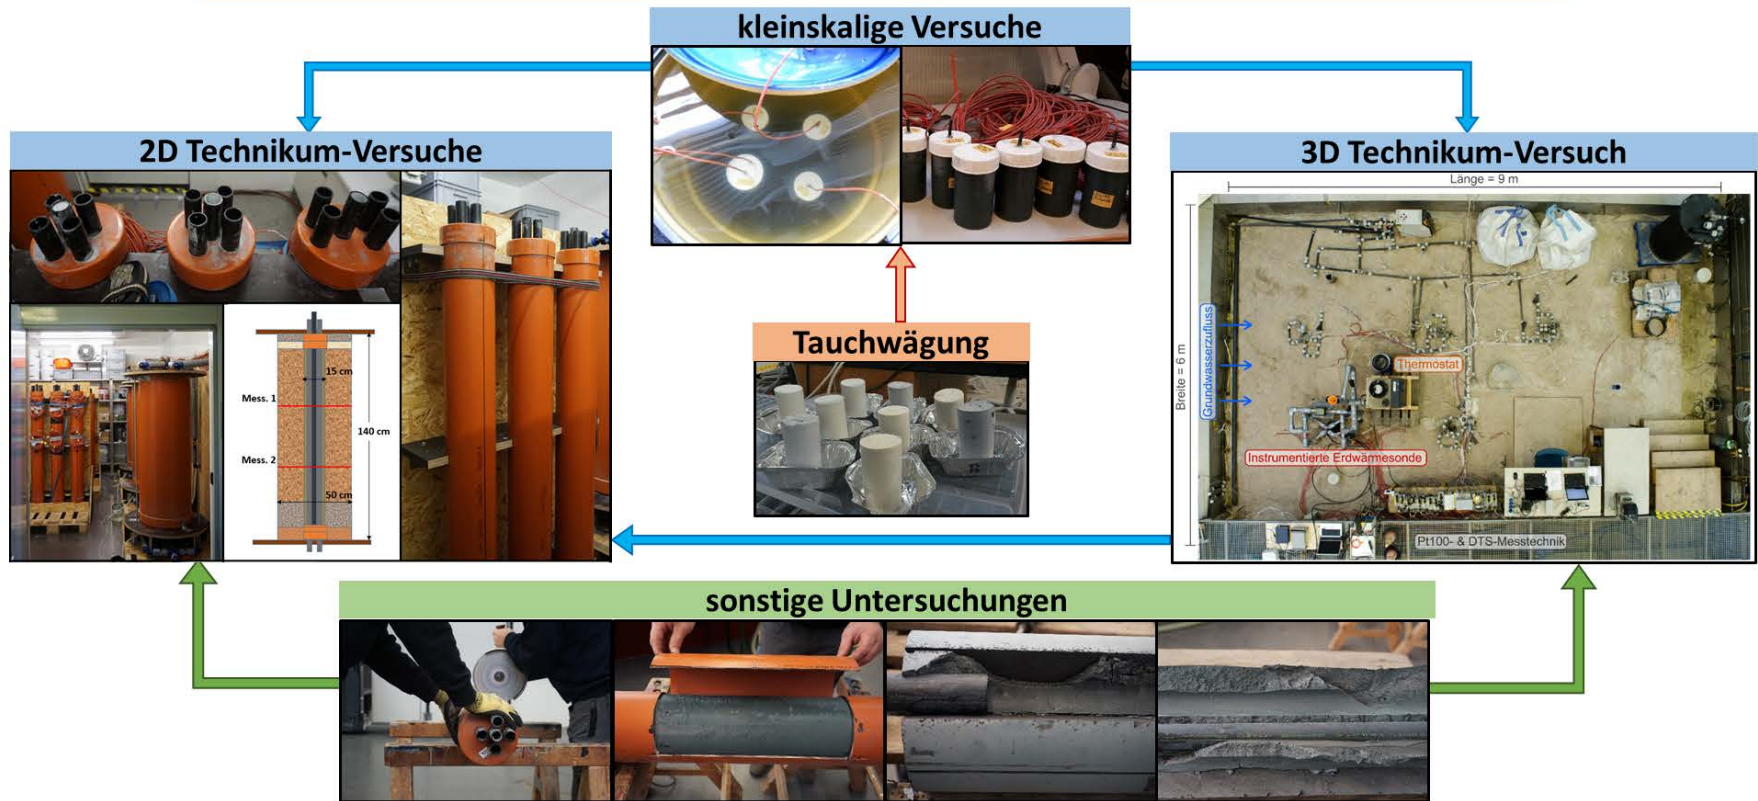 kleinskalige Versuche
2D Technikum-Versuche
3D Technikum-Versuch
Länge = 9 m
Breite = 6 m
Grundwasserzufluss
Thermostat
Instrumentierte Erdwärmesonde
Pt100- & DTS-Messtechnik
15 cm
Mess. 1
140 cm
Mess. 2
50 cm
Tauchwägung
sonstige Untersuchungen